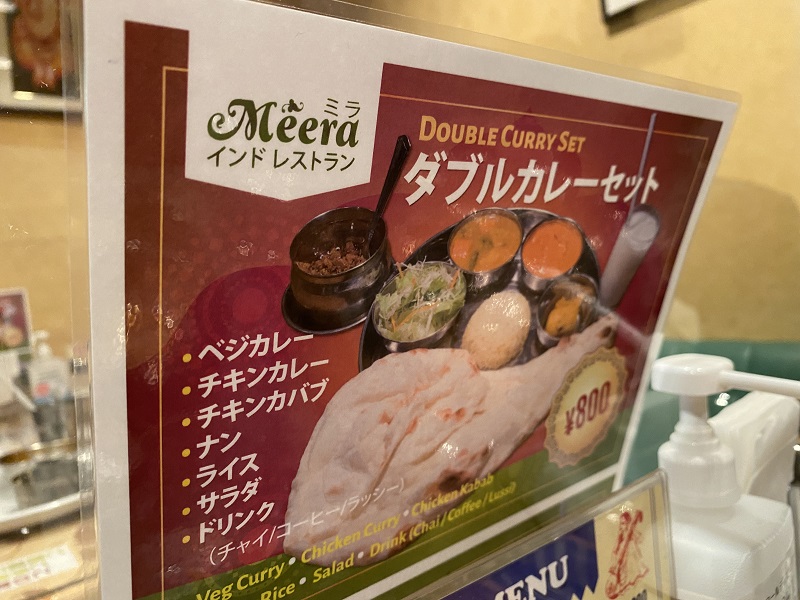 Meera
ミラ
インド レストラン
DOUBLE CURRY SET
ダブルカレーセット
• ベジカレー
• チキンカレー
• チキンカバブ
• ナン
• ライス
• サラダ
• ドリンク
(チャイ/コーヒー/ラッシー)
¥800
Veg Curry • Chicken Curry • Chicken Kabab
Rice • Salad • Drink (Chai / Coffee / Lussi)
MENU